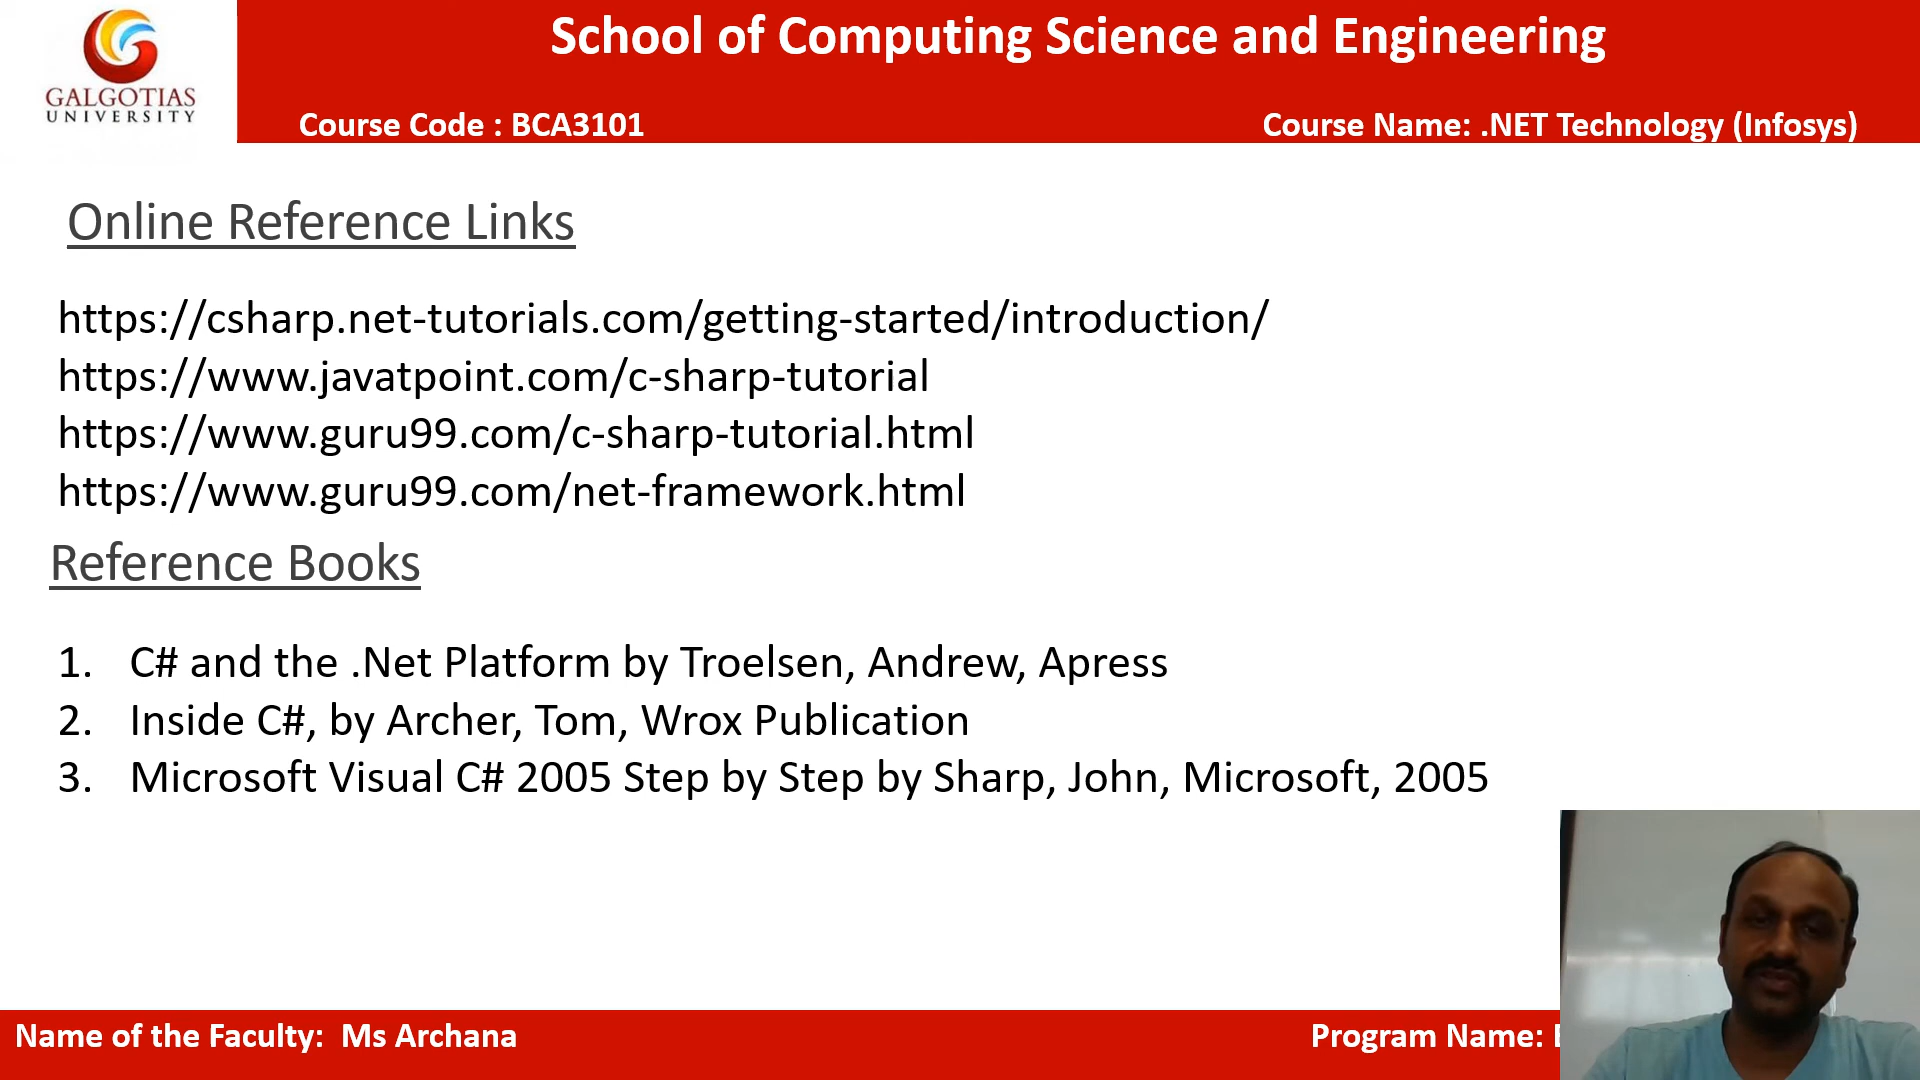 GALGOTIAS
UNIVERSITY
School of Computing Science and Engineering
Course Code : BCA3101
Course Name: .NET Technology (Infosys)
Online Reference Links
https://csharp.net-tutorials.com/getting-started/introduction/
https://www.javatpoint.com/c-sharp-tutorial
https://www.guru99.com/c-sharp-tutorial.html
https://www.guru99.com/net-framework.html
Reference Books
1. C# and the .Net Platform by Troelsen, Andrew, Apress
2. Inside C#, by Archer, Tom, Wrox Publication
3. Microsoft Visual C# 2005 Step by Step by Sharp, John, Microsoft, 2005
Name of the Faculty: Ms Archana
Program Name: